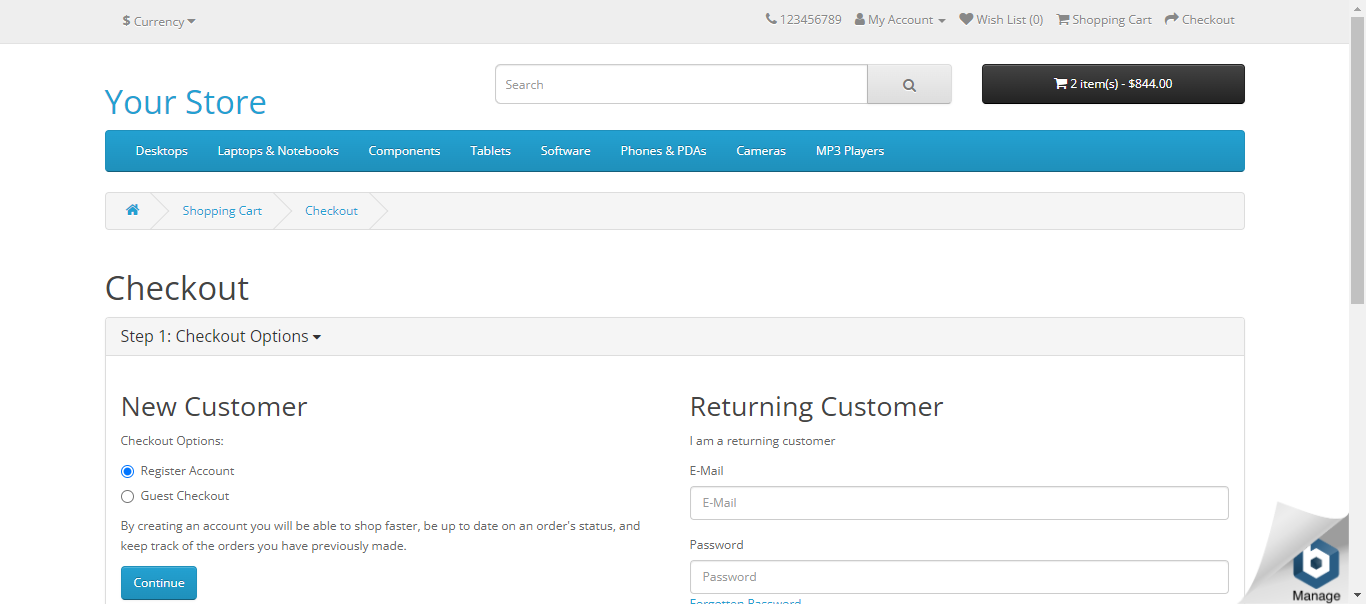 $ Currency
123456789 My Account Wish List (0) Shopping Cart Checkout
Your Store
Search
2 item(s) - $844.00
Desktops Laptops & Notebooks Components Tablets Software Phones & PDAs Cameras MP3 Players
Shopping Cart Checkout
Checkout
Step 1: Checkout Options
New Customer
Checkout Options:
Register Account
Guest Checkout
By creating an account you will be able to shop faster, be up to date on an order's status, and
keep track of the orders you have previously made.
Continue
Returning Customer
I am a returning customer
E-Mail
E-Mail
Password
Password
Forgotten Password
Manage